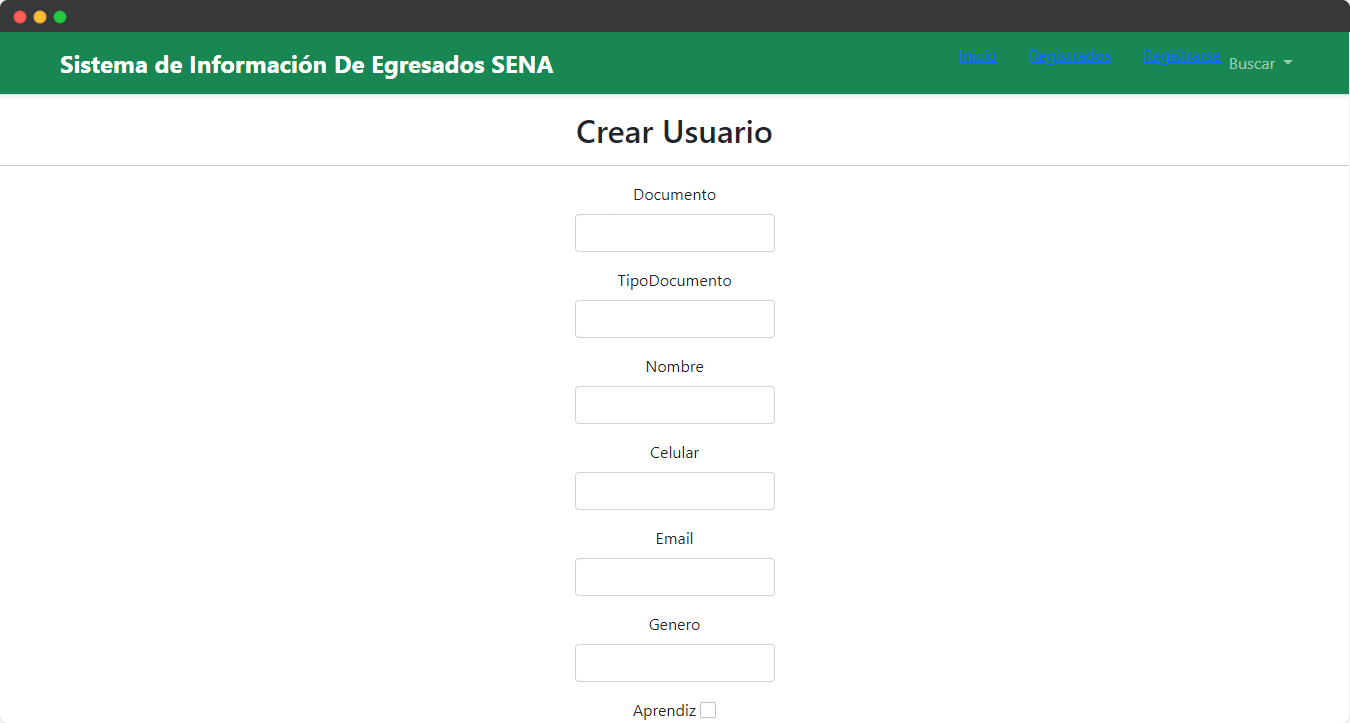 Sistema de Información De Egresados SENA
Inicio Registrados Registrarse Buscar
Crear Usuario
Documento
TipoDocumento
Nombre
Celular
Email
Genero
Aprendiz